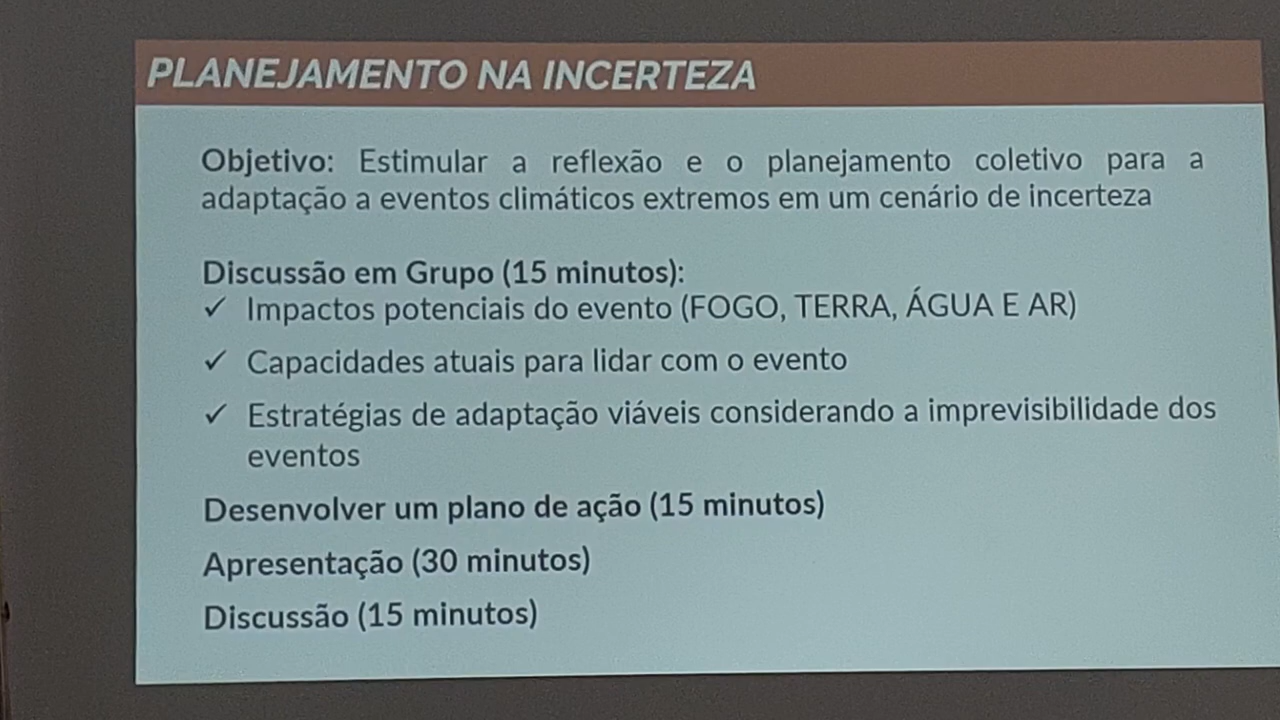 PLANEJAMENTO NA INCERTEZA
Objetivo: Estimular a reflexão e o planejamento coletivo para a
adaptação a eventos climáticos extremos em um cenário de incerteza
Discussão em Grupo (15 minutos):
✓ Impactos potenciais do evento (FOGO, TERRA, ÁGUA E AR)
✓ Capacidades atuais para lidar com o evento
✓ Estratégias de adaptação viáveis considerando a imprevisibilidade dos
eventos
Desenvolver um plano de ação (15 minutos)
Apresentação (30 minutos)
Discussão (15 minutos)